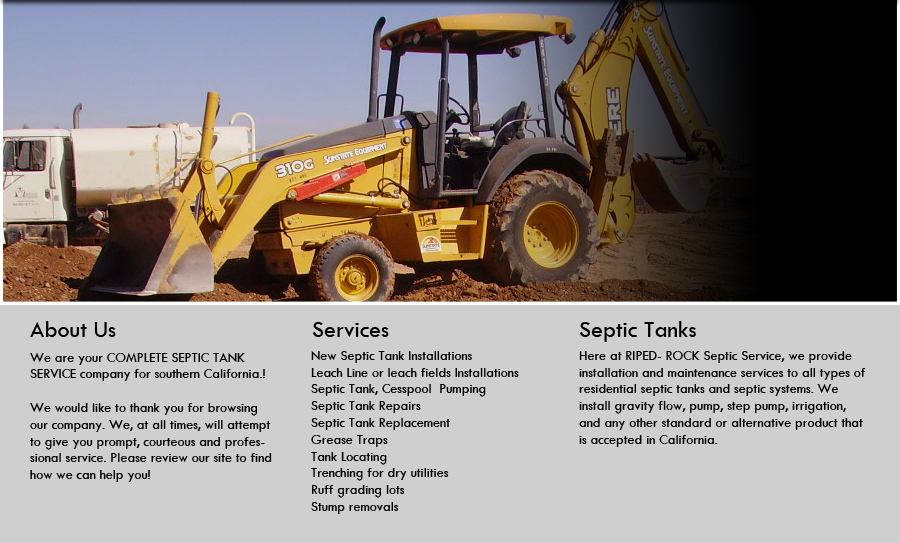 310G
SUNSTATE EQUIPMENT
SUNSTATE EQUIPMENT
ERE
About Us
We are your COMPLETE SEPTIC TANK
SERVICE company for southern California.!
We would like to thank you for browsing
our company. We, at all times, will attempt
to give you prompt, courteous and profes-
sional service. Please review our site to find
how we can help you!
Services
New Septic Tank Installations
Leach Line or leach fields Installations
Septic Tank, Cesspool Pumping
Septic Tank Repairs
Septic Tank Replacement
Grease Traps
Tank Locating
Trenching for dry utilities
Ruff grading lots
Stump removals
Septic Tanks
Here at RIPED- ROCK Septic Service, we provide
installation and maintenance services to all types of
residential septic tanks and septic systems. We
install gravity flow, pump, step pump, irrigation,
and any other standard or alternative product that
is accepted in California.